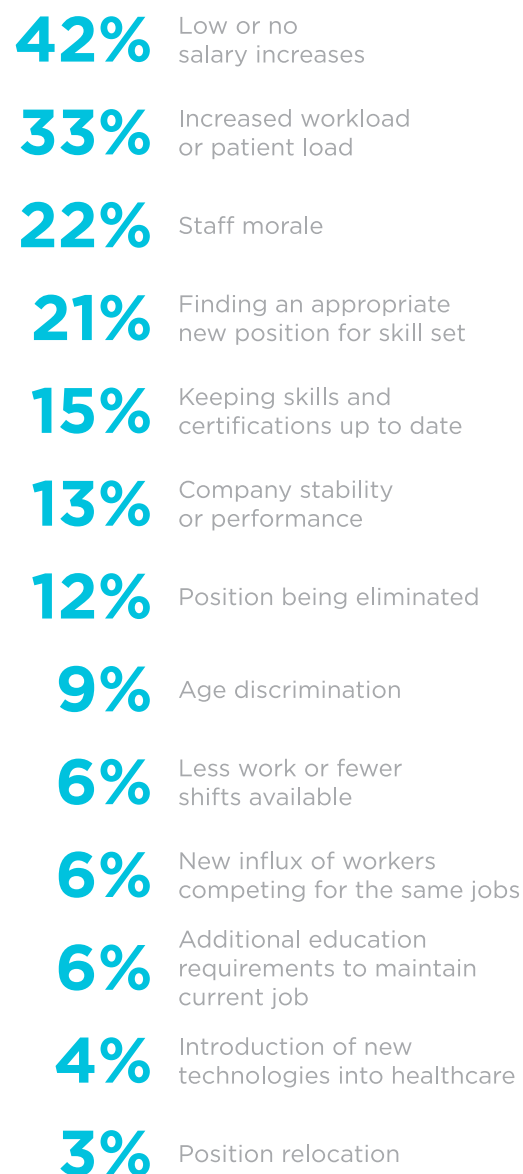 42% Low or no
salary increases
33% Increased workload
or patient load
22% Staff morale
21% Finding an appropriate
new position for skill set
15% Keeping skills and
certifications up to date
13% Company stability
or performance
12% Position being eliminated
9% Age discrimination
6% Less work or fewer
shifts available
6% New influx of workers
competing for the same jobs
6% Additional education
requirements to maintain
current job
4% Introduction of new
technologies into healthcare
3% Position relocation